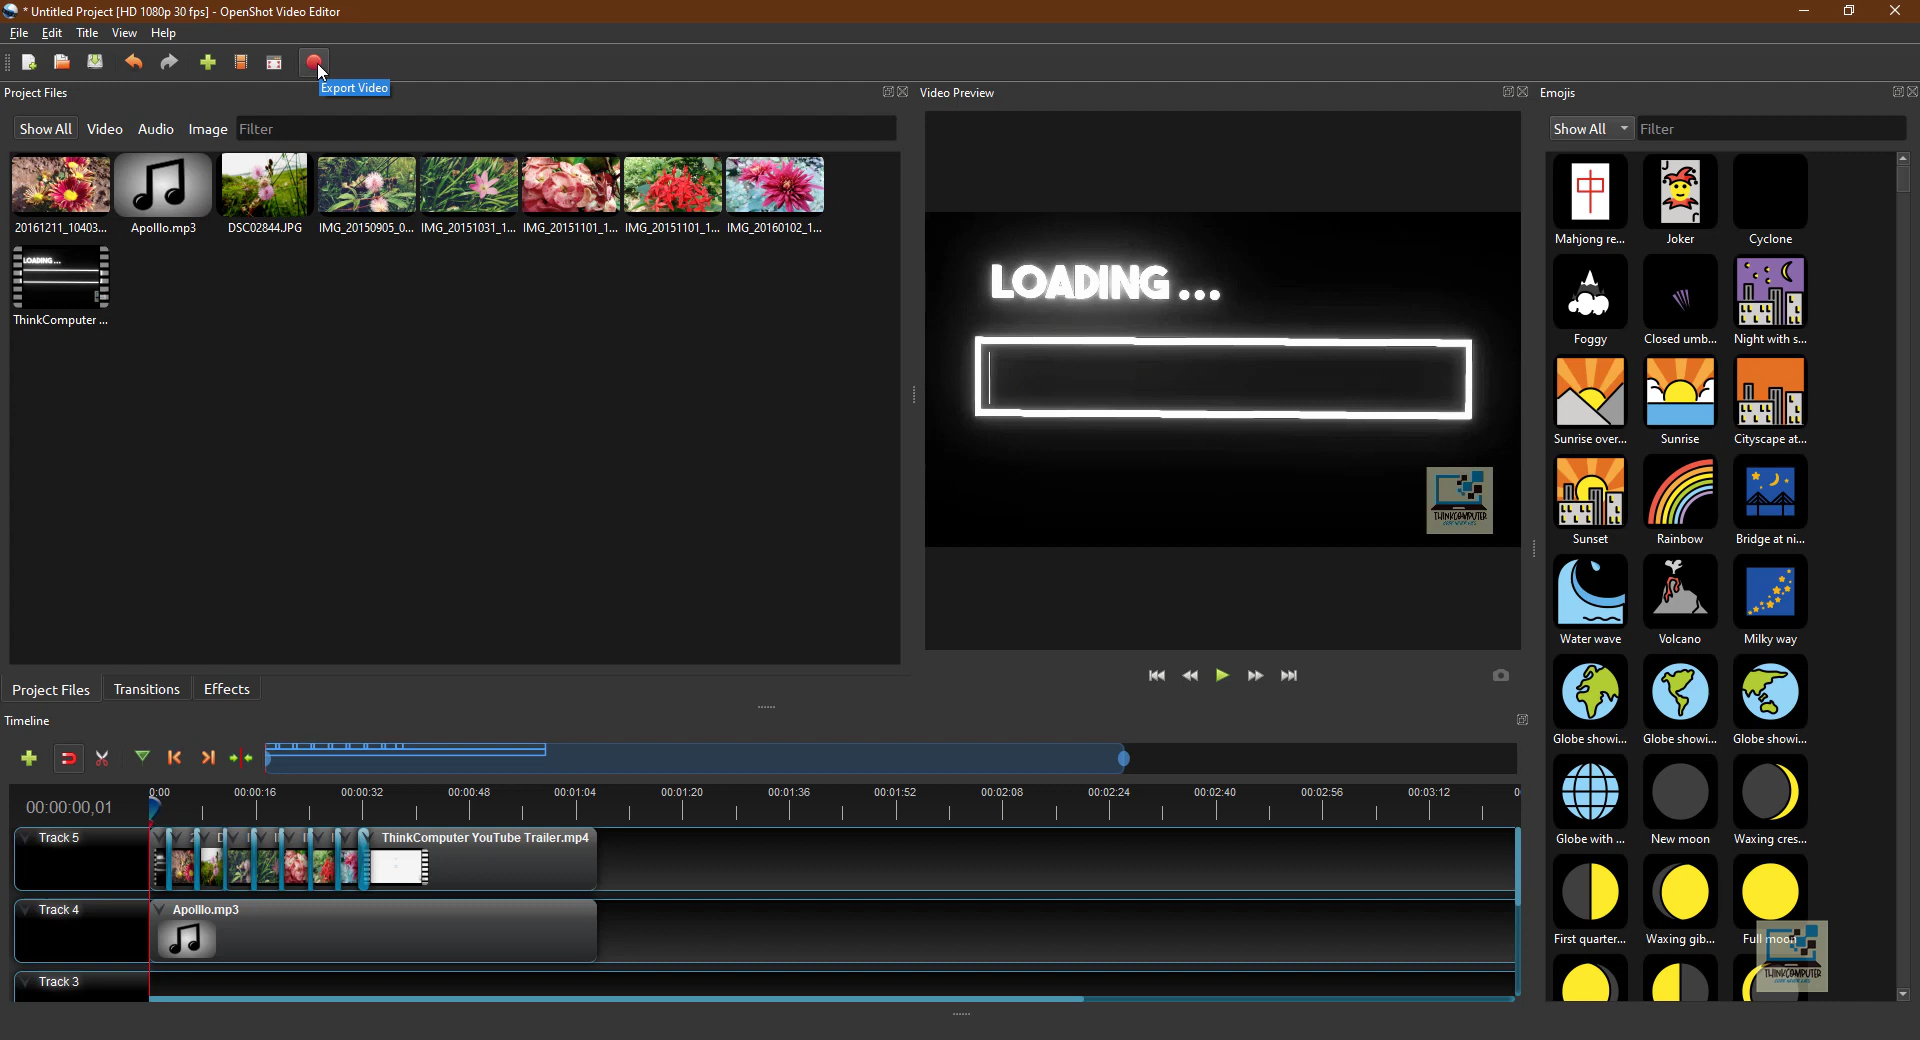 * Untitled Project [HD 1080p 30 fps] - OpenShot Video Editor
File Edit Title View Help
Export Video
Project Files
Show All Video Audio Image Filter
20161211_10403... Apolllo.mp3 DSC02844.JPG IMG_20150905_0... IMG_20151031_1... IMG_20151101_1... IMG_20151101_1... IMG_20160102_1...
LOADING ...
ThinkComputer ...
Video Preview
LOADING ...
THINKCOMPUTER
Emojis
Show All Filter
Mahjong re... Joker Cyclone
Foggy Closed umb... Night with s...
Sunrise over... Sunrise Cityscape at...
Sunset Rainbow Bridge at ni...
Water wave Volcano Milky way
Globe showi... Globe showi... Globe showi...
Globe with ... New moon Waxing cres...
First quarter... Waxing gib... Full moon
THINKCOMPUTER
Project Files Transitions Effects
Timeline
00:00:00,01
0:00 00:00:16 00:00:32 00:00:48 00:01:04 00:01:20 00:01:36 00:01:52 00:02:08 00:02:24 00:02:40 00:02:56 00:03:12 0
Track 5 ThinkComputer YouTube Trailer.mp4
Track 4 Apolllo.mp3
Track 3